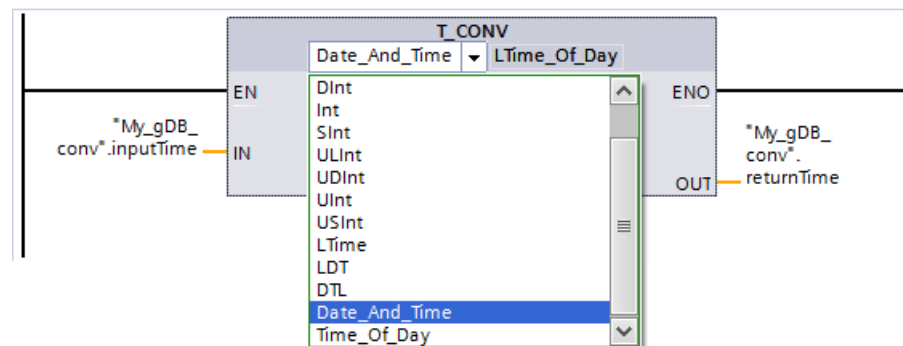 T_CONV
Date_And_Time LTime_Of_Day
EN
ENO
"My_gDB_
conv".inputTime
IN
DInt
Int
SInt
ULInt
UDInt
UInt
USInt
LTime
LDT
DTL
Date_And_Time
Time_Of_Day
"My_gDB_
conv".
returnTime
OUT